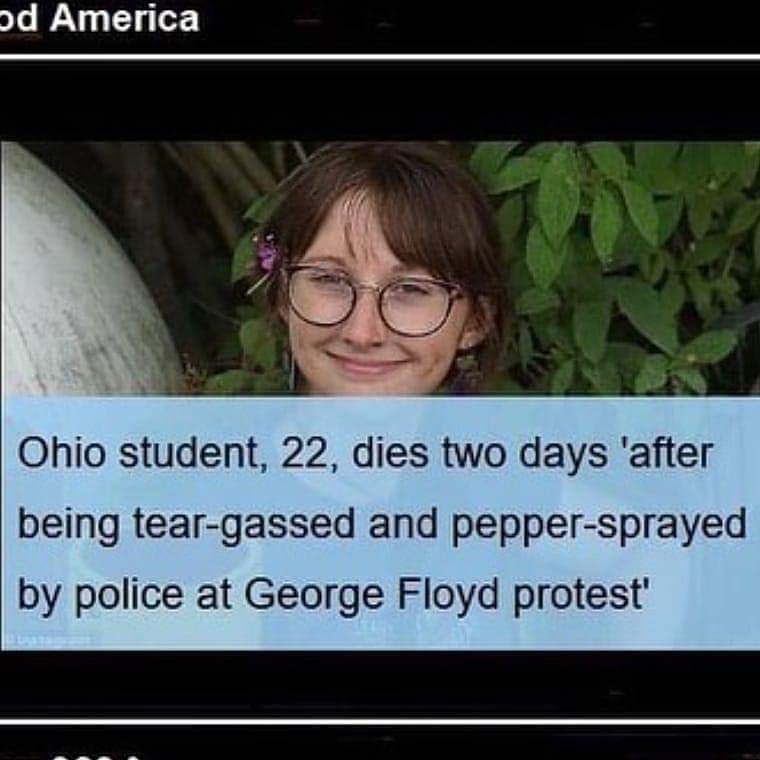 od America
Ohio student, 22, dies two days 'after
being tear-gassed and pepper-sprayed
by police at George Floyd protest'